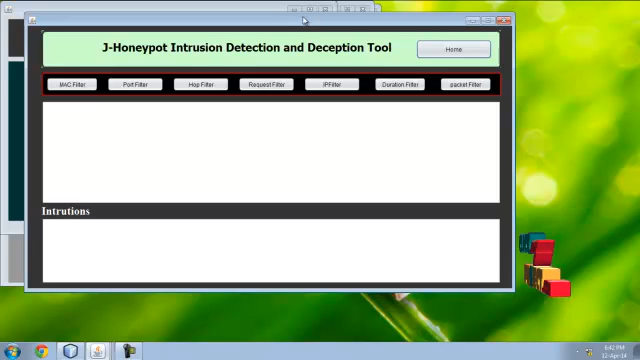 J-Honeypot Intrusion Detection and Deception Tool
Home
MAC Filter
Port Filter
Hop Filter
Request Filter
IPFilter
Duration Filter
packet Filter
Intrutions
6:42 PM
12-Apr-14